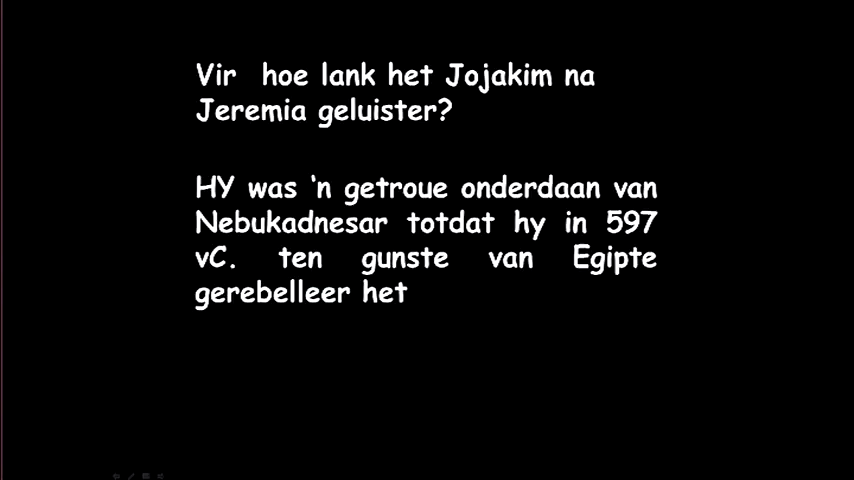 Vir hoe lank het Jojakim na
Jeremia geluister?
HY was ‘n getroue onderdaan van
Nebukadnesar totdat hy in 597
vC. ten gunste van Egipte
gerebelleer het